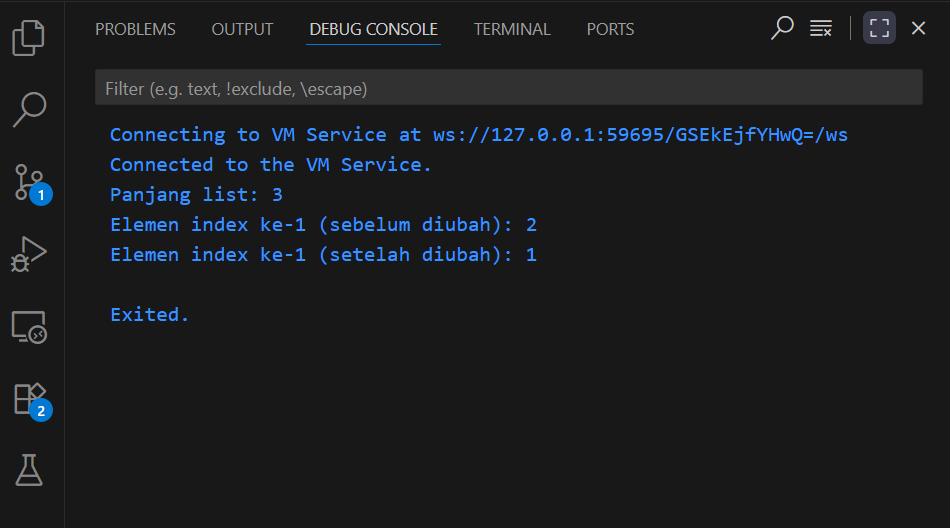 PROBLEMS OUTPUT DEBUG CONSOLE TERMINAL PORTS
Filter (e.g. text, !exclude, \escape)
Connecting to VM Service at ws://127.0.0.1:59695/GSEkEjfYHwQ=/ws
Connected to the VM Service.
Panjang list: 3
1
Elemen index ke-1 (sebelum diubah): 2
Elemen index ke-1 (setelah diubah): 1
Exited.
2